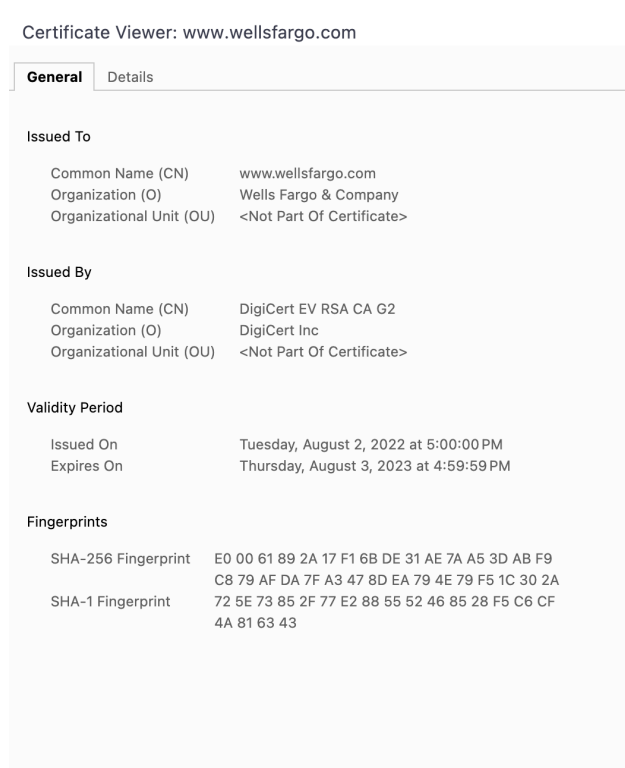 Certificate Viewer: www.wellsfargo.com
General Details
Issued To
Common Name (CN) www.wellsfargo.com
Organization (O) Wells Fargo & Company
Organizational Unit (OU) <Not Part Of Certificate>
Issued By
Common Name (CN) DigiCert EV RSA CA G2
Organization (O) DigiCert Inc
Organizational Unit (OU) <Not Part Of Certificate>
Validity Period
Issued On Tuesday, August 2, 2022 at 5:00:00 PM
Expires On Thursday, August 3, 2023 at 4:59:59 PM
Fingerprints
SHA-256 Fingerprint E0 00 61 89 2A 17 F1 6B DE 31 AE 7A A5 3D AB F9
C8 79 AF DA 7F A3 47 8D EA 79 4E 79 F5 1C 30 2A
SHA-1 Fingerprint 72 5E 73 85 2F 77 E2 88 55 52 46 85 28 F5 C6 CF
4A 81 63 43